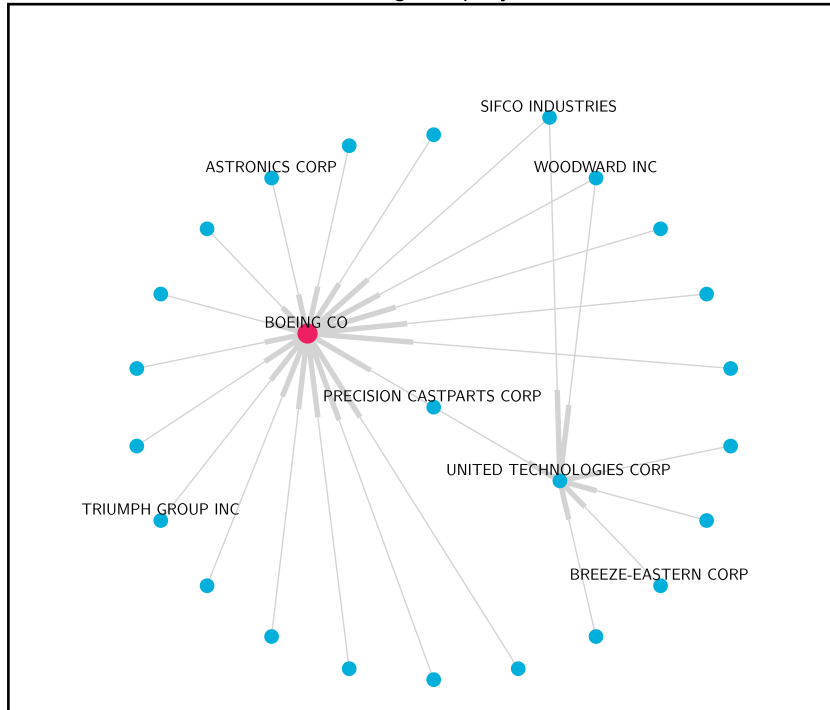 SIFCO INDUSTRIES
ASTRONICS CORP
WOODWARD INC
BOEING CO
PRECISION CASTPARTS CORP
UNITED TECHNOLOGIES CORP
TRIUMPH GROUP INC
BREEZE-EASTERN CORP